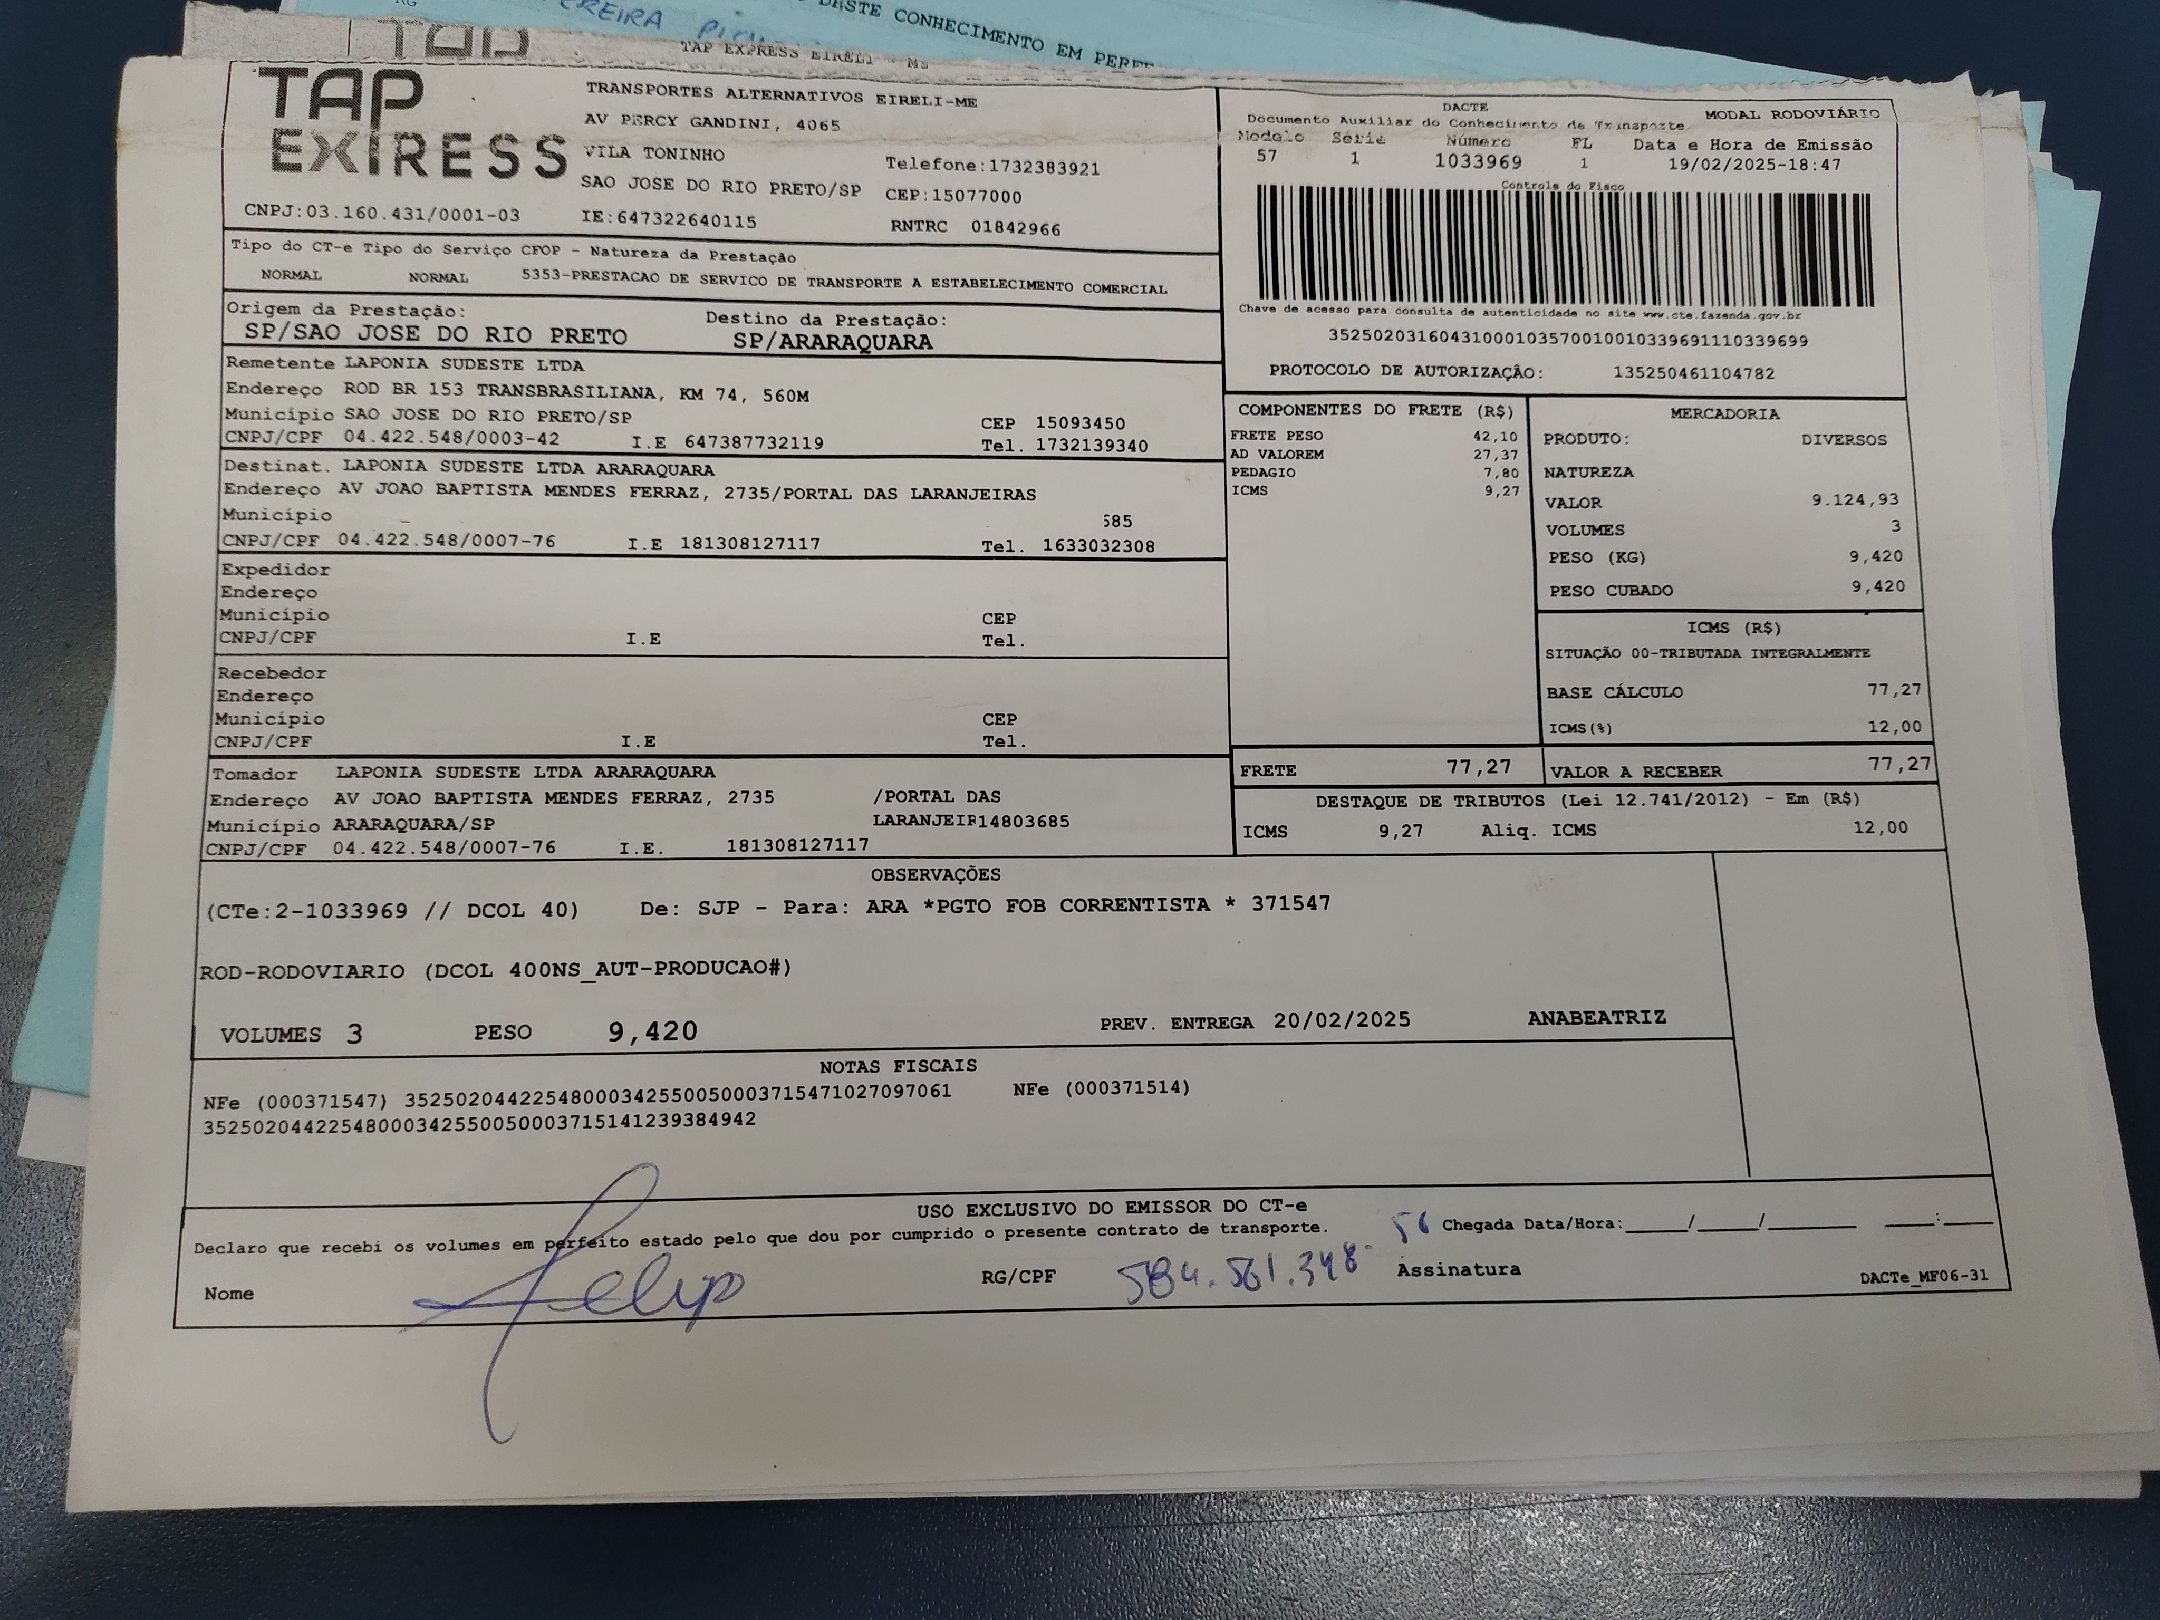 DESTE CONHECIMENTO EM PERFE
EREIRA
TAP EXPRESS EIRELI - ME
TAP
EXPRESS
TRANSPORTES ALTERNATIVOS EIRELI-ME
AV PERCY GANDINI, 4065
VILA TONINHO
Telefone:1732383921
SAO JOSE DO RIO PRETO/SP CEP:15077000
CNPJ:03.160.431/0001-03 IE:647322640115 RNTRC 01842966
DACTE MODAL RODOVIÁRIO
Documento Auxiliar do Conhecimento de Transporte
Modelo Série Número FL Data e Hora de Emissão
57 1 1033969 1 19/02/2025-18:47
Controle do Fisco
Chave de acesso para consulta de autenticidade no site www.cte.fazenda.gov.br
35250203160431000103570010010339691110339699
PROTOCOLO DE AUTORIZAÇÃO: 135250461104782
Tipo do CT-e Tipo do Serviço CFOP - Natureza da Prestação
NORMAL NORMAL 5353-PRESTACAO DE SERVICO DE TRANSPORTE A ESTABELECIMENTO COMERCIAL
Origem da Prestação: Destino da Prestação:
SP/SAO JOSE DO RIO PRETO SP/ARARAQUARA
Remetente LAPONIA SUDESTE LTDA
Endereço ROD BR 153 TRANSBRASILIANA, KM 74, 560M
Município SAO JOSE DO RIO PRETO/SP CEP 15093450
CNPJ/CPF 04.422.548/0003-42 I.E 647387732119 Tel. 1732139340
Destinat. LAPONIA SUDESTE LTDA ARARAQUARA
Endereço AV JOAO BAPTISTA MENDES FERRAZ, 2735/PORTAL DAS LARANJEIRAS
Município 585
CNPJ/CPF 04.422.548/0007-76 I.E 181308127117 Tel. 1633032308
Expedidor
Endereço
Município CEP
CNPJ/CPF I.E Tel.
Recebedor
Endereço
Município CEP
CNPJ/CPF I.E Tel.
Tomador LAPONIA SUDESTE LTDA ARARAQUARA
Endereço AV JOAO BAPTISTA MENDES FERRAZ, 2735 /PORTAL DAS
Município ARARAQUARA/SP LARANJEIR14803685
CNPJ/CPF 04.422.548/0007-76 I.E. 181308127117
COMPONENTES DO FRETE (R$)
FRETE PESO 42,10
AD VALOREM 27,37
PEDAGIO 7,80
ICMS 9,27
MERCADORIA
PRODUTO: DIVERSOS
NATUREZA
VALOR 9.124,93
VOLUMES 3
PESO (KG) 9,420
PESO CUBADO 9,420
ICMS (R$)
SITUAÇÃO 00-TRIBUTADA INTEGRALMENTE
BASE CÁLCULO 77,27
ICMS(%) 12,00
FRETE 77,27 VALOR A RECEBER 77,27
DESTAQUE DE TRIBUTOS (Lei 12.741/2012) - Em (R$)
ICMS 9,27 Aliq. ICMS 12,00
OBSERVAÇÕES
(CTe:2-1033969 // DCOL 40) De: SJP - Para: ARA *PGTO FOB CORRENTISTA * 371547
ROD-RODOVIARIO (DCOL 400NS_AUT-PRODUCAO#)
VOLUMES 3 PESO 9,420 PREV. ENTREGA 20/02/2025 ANABEATRIZ
NOTAS FISCAIS
NFe (000371547) 35250204422548000342550050003715471027097061 NFe (000371514)
35250204422548000342550050003715141239384942
USO EXCLUSIVO DO EMISSOR DO CT-e
Declaro que recebi os volumes em perfeito estado pelo que dou por cumprido o presente contrato de transporte. 56 Chegada Data/Hora:____/____/______ ____:____
Nome Felip RG/CPF 584.561.348- Assinatura DACTe_MF06-31